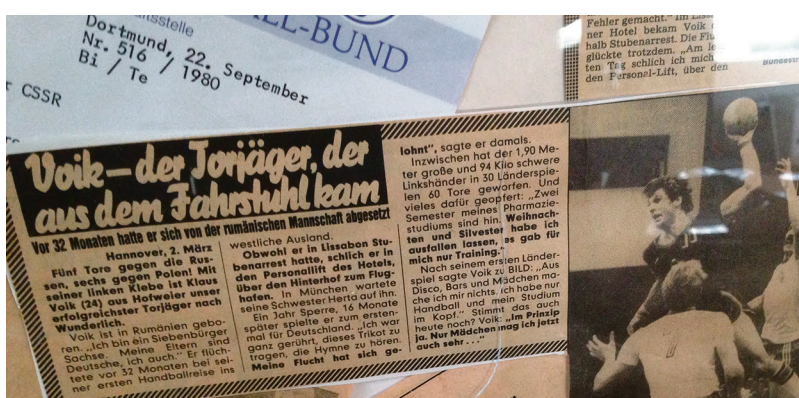 tsstelle
LL-BUND
Dortmund, 22. September
Nr. 516 / 1980
Bi / Te
CSSR
Fehler gemacht." Im Lissa
ner Hotel bekam Voik
halb Stubenarrest. Die Flu
glückte trotzdem. „Am le
ten Tag schlich ich mich
den Personal-Lift, über den
Bundesstr
Voik – der Torjäger, der
aus dem Fahrstuhl kam
Vor 32 Monaten hatte er sich von der rumänischen Mannschaft abgesetzt
Hannover, 2. März
Fünf Tore gegen die Rus-
sen, sechs gegen Polen! Mit
seiner linken Klebe ist Klaus
Voik (24) aus Hofweier unser
erfolgreichster Torjäger nach
Wunderlich.
Voik ist in Rumänien gebo-
ren. „Ich bin ein Siebenbürger
Sachse. Meine Eltern sind
Deutsche, ich auch." Er flüch-
tete vor 32 Monaten bei sei-
ner ersten Handballreise ins
westliche Ausland.
Obwohl er in Lissabon Stu-
benarrest hatte, schlich er in
den Personallift des Hotels,
über den Hinterhof zum Flug-
hafen. In München wartete
seine Schwester Herta auf ihn.
Ein Jahr Sperre, 16 Monate
später spielte er zum ersten-
mal für Deutschland. „Ich war
ganz gerührt, dieses Trikot zu
tragen, die Hymne zu hören.
Meine Flucht hat sich ge-
lohnt", sagte er damals.
Inzwischen hat der 1,90 Me-
ter große und 94 Kilo schwere
Linkshänder in 30 Länderspie-
len 60 Tore geworfen. Und
vieles dafür geopfert: „Zwei
Semester meines Pharmazie-
studiums sind hin. Weihnach-
ten und Silvester habe ich
ausfallen lassen, es gab für
mich nur Training."
Nach seinem ersten Länder-
spiel sagte Voik zu BILD: „Aus
Disco, Bars und Mädchen ma-
che ich mir nichts. ich habe nur
Handball und mein Studium
im Kopf." Stimmt das auch
heute noch? Voik: „Im Prinzip
ja. Nur Mädchen mag ich jetzt
auch sehr . . ."